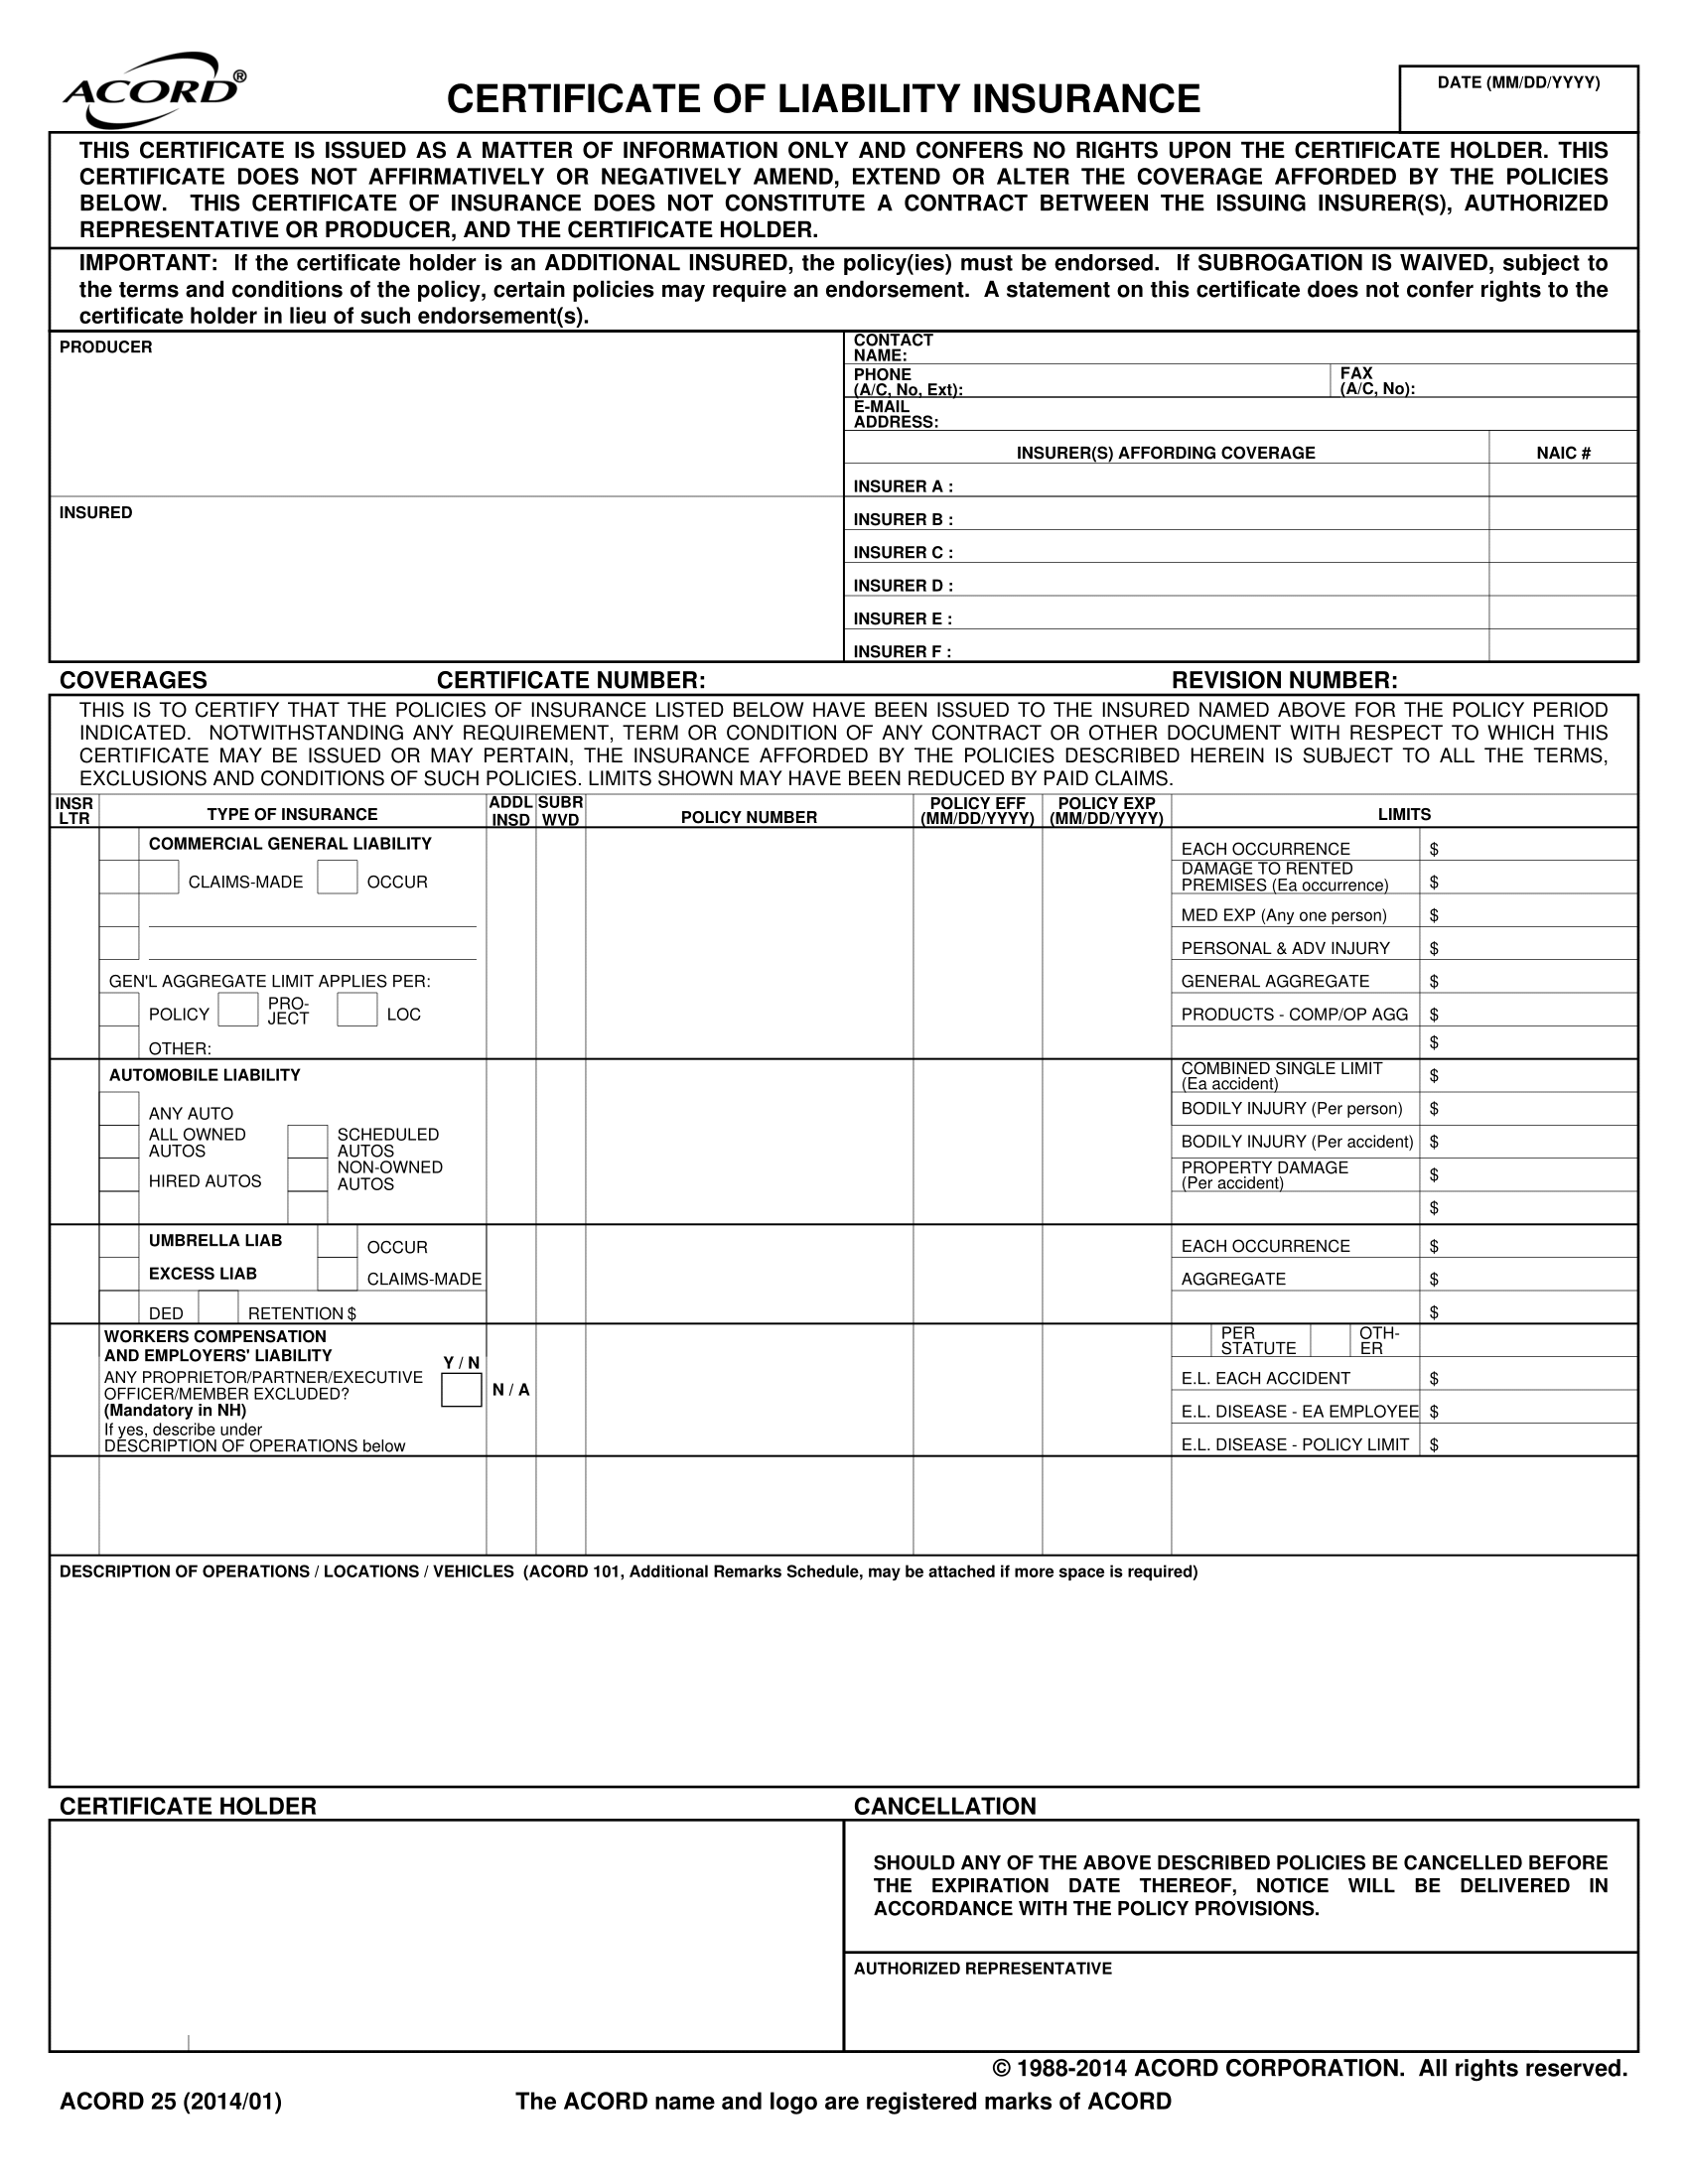 ACORD®
CERTIFICATE OF LIABILITY INSURANCE
DATE (MM/DD/YYYY)
THIS CERTIFICATE IS ISSUED AS A MATTER OF INFORMATION ONLY AND CONFERS NO RIGHTS UPON THE CERTIFICATE HOLDER. THIS
CERTIFICATE DOES NOT AFFIRMATIVELY OR NEGATIVELY AMEND, EXTEND OR ALTER THE COVERAGE AFFORDED BY THE POLICIES
BELOW. THIS CERTIFICATE OF INSURANCE DOES NOT CONSTITUTE A CONTRACT BETWEEN THE ISSUING INSURER(S), AUTHORIZED
REPRESENTATIVE OR PRODUCER, AND THE CERTIFICATE HOLDER.
IMPORTANT: If the certificate holder is an ADDITIONAL INSURED, the policy(ies) must be endorsed. If SUBROGATION IS WAIVED, subject to
the terms and conditions of the policy, certain policies may require an endorsement. A statement on this certificate does not confer rights to the
certificate holder in lieu of such endorsement(s).
PRODUCER
CONTACT
NAME:
PHONE
(A/C, No, Ext):
FAX
(A/C, No):
E-MAIL
ADDRESS:
INSURER(S) AFFORDING COVERAGE
NAIC #
INSURER A :
INSURED
INSURER B :
INSURER C :
INSURER D :
INSURER E :
INSURER F :
COVERAGES
CERTIFICATE NUMBER:
REVISION NUMBER:
THIS IS TO CERTIFY THAT THE POLICIES OF INSURANCE LISTED BELOW HAVE BEEN ISSUED TO THE INSURED NAMED ABOVE FOR THE POLICY PERIOD
INDICATED. NOTWITHSTANDING ANY REQUIREMENT, TERM OR CONDITION OF ANY CONTRACT OR OTHER DOCUMENT WITH RESPECT TO WHICH THIS
CERTIFICATE MAY BE ISSUED OR MAY PERTAIN, THE INSURANCE AFFORDED BY THE POLICIES DESCRIBED HEREIN IS SUBJECT TO ALL THE TERMS,
EXCLUSIONS AND CONDITIONS OF SUCH POLICIES. LIMITS SHOWN MAY HAVE BEEN REDUCED BY PAID CLAIMS.
INSR
LTR
TYPE OF INSURANCE
ADDL
INSD
SUBR
WVD
POLICY NUMBER
POLICY EFF
(MM/DD/YYYY)
POLICY EXP
(MM/DD/YYYY)
LIMITS
COMMERCIAL GENERAL LIABILITY
CLAIMS-MADE
OCCUR
GEN'L AGGREGATE LIMIT APPLIES PER:
POLICY
PRO-
JECT
LOC
OTHER:
EACH OCCURRENCE $
DAMAGE TO RENTED
PREMISES (Ea occurrence) $
MED EXP (Any one person) $
PERSONAL & ADV INJURY $
GENERAL AGGREGATE $
PRODUCTS - COMP/OP AGG $
$
AUTOMOBILE LIABILITY
ANY AUTO
ALL OWNED
AUTOS
SCHEDULED
AUTOS
HIRED AUTOS
NON-OWNED
AUTOS
COMBINED SINGLE LIMIT
(Ea accident) $
BODILY INJURY (Per person) $
BODILY INJURY (Per accident) $
PROPERTY DAMAGE
(Per accident) $
$
UMBRELLA LIAB
OCCUR
EXCESS LIAB
CLAIMS-MADE
DED
RETENTION $
EACH OCCURRENCE $
AGGREGATE $
$
WORKERS COMPENSATION
AND EMPLOYERS' LIABILITY
Y / N
ANY PROPRIETOR/PARTNER/EXECUTIVE
OFFICER/MEMBER EXCLUDED?
(Mandatory in NH)
If yes, describe under
DESCRIPTION OF OPERATIONS below
N / A
PER
STATUTE
OTH-
ER
E.L. EACH ACCIDENT $
E.L. DISEASE - EA EMPLOYEE $
E.L. DISEASE - POLICY LIMIT $
DESCRIPTION OF OPERATIONS / LOCATIONS / VEHICLES (ACORD 101, Additional Remarks Schedule, may be attached if more space is required)
CERTIFICATE HOLDER
CANCELLATION
SHOULD ANY OF THE ABOVE DESCRIBED POLICIES BE CANCELLED BEFORE
THE EXPIRATION DATE THEREOF, NOTICE WILL BE DELIVERED IN
ACCORDANCE WITH THE POLICY PROVISIONS.
AUTHORIZED REPRESENTATIVE
© 1988-2014 ACORD CORPORATION. All rights reserved.
ACORD 25 (2014/01)
The ACORD name and logo are registered marks of ACORD